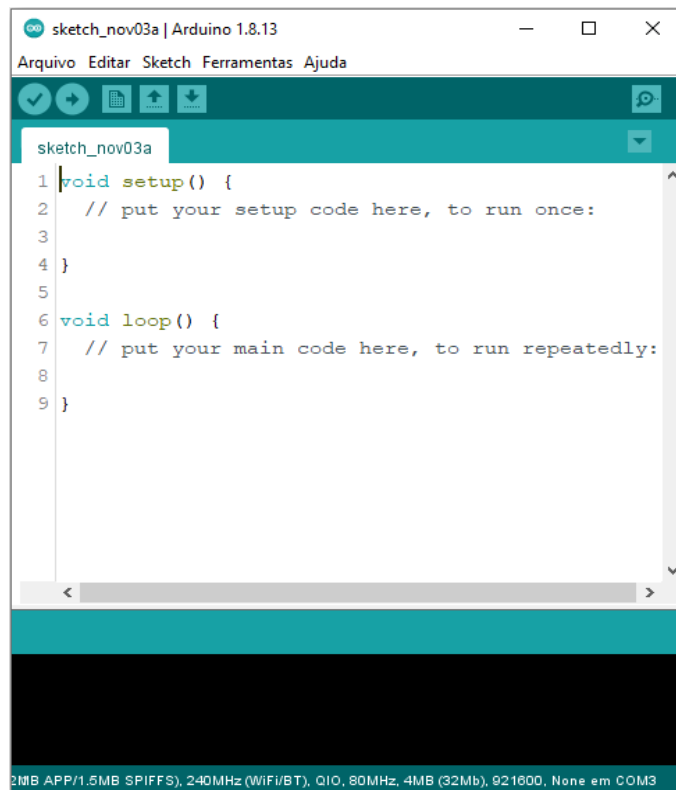 sketch_nov03a | Arduino 1.8.13
Arquivo Editar Sketch Ferramentas Ajuda
sketch_nov03a
1 void setup() {
2 // put your setup code here, to run once:
3
4 }
5
6 void loop() {
7 // put your main code here, to run repeatedly:
8
9 }
2MB APP/1.5MB SPIFFS), 240MHz (WiFi/BT), QIO, 80MHz, 4MB (32Mb), 921600, None em COM3